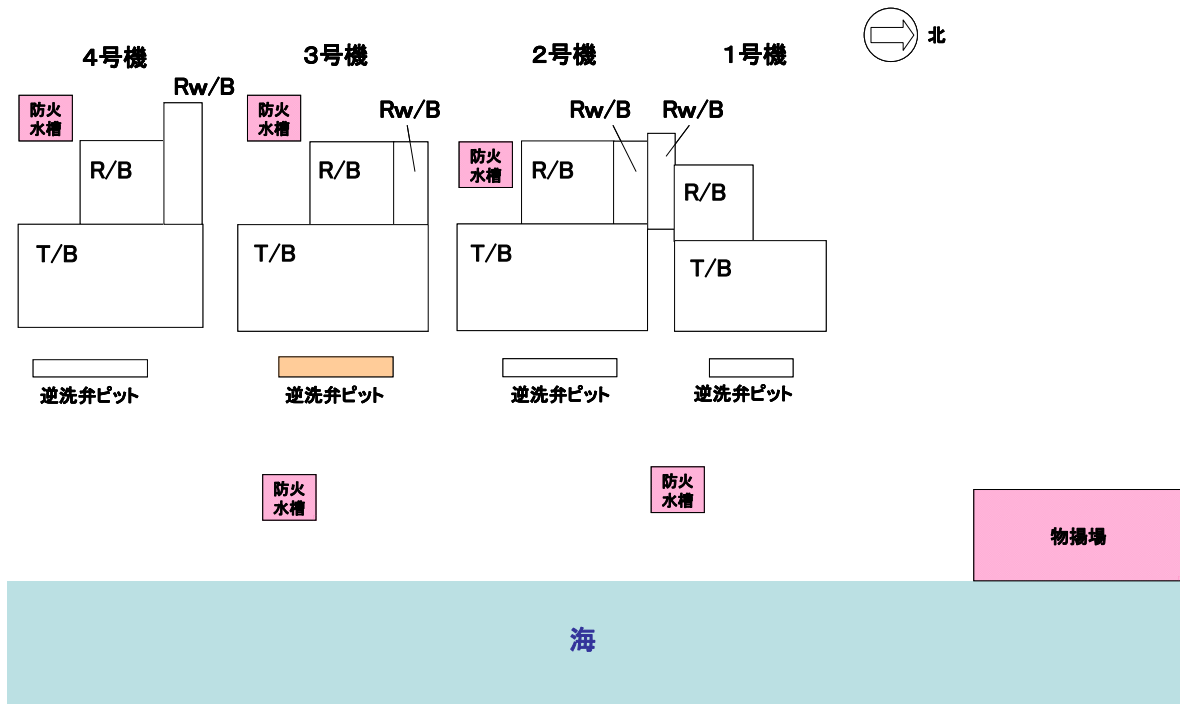 北
4号機
3号機
2号機
1号機
Rw/B
Rw/B
Rw/B
Rw/B
防火
水槽
防火
水槽
防火
水槽
R/B
R/B
R/B
R/B
T/B
T/B
T/B
T/B
逆洗弁ピット
逆洗弁ピット
逆洗弁ピット
逆洗弁ピット
防火
水槽
防火
水槽
物揚場
海